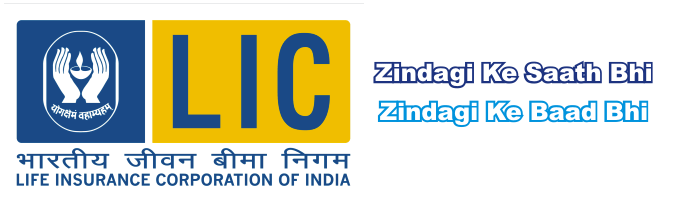 योगक्षेमं वहाम्यहम्
LIC
भारतीय जीवन बीमा निगम
LIFE INSURANCE CORPORATION OF INDIA
Zindagi Ke Saath Bhi
Zindagi Ke Baad Bhi